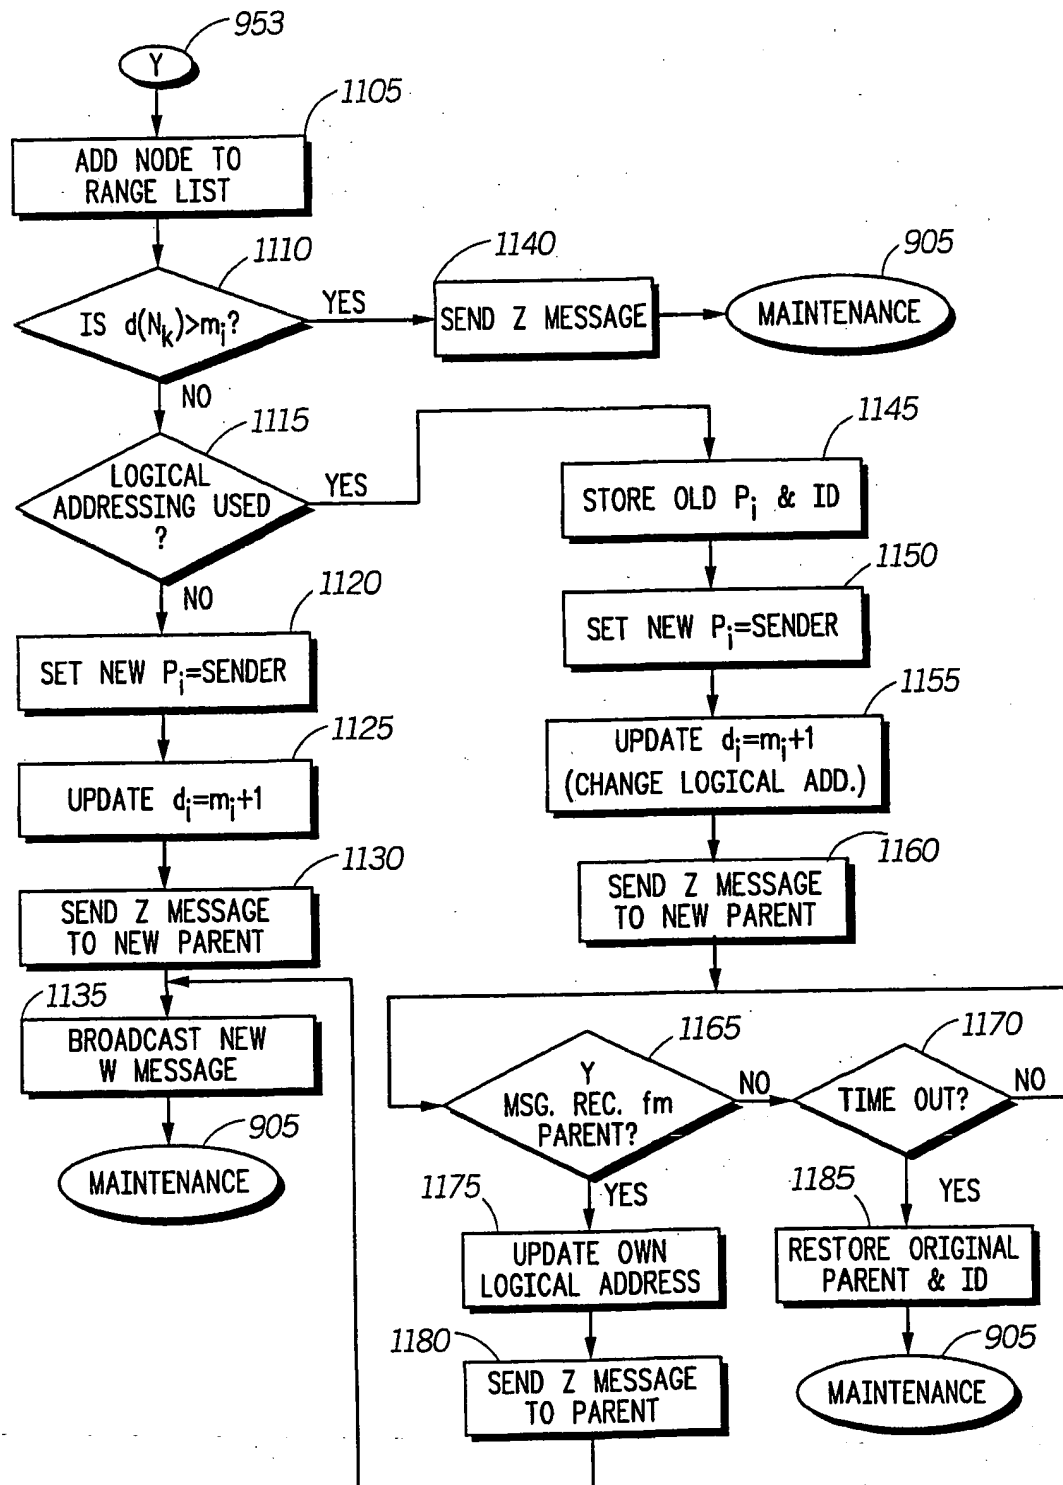 953
Y
1105
ADD NODE TO
RANGE LIST
1110
IS d(Nk)>mi?
YES
NO
1140
SEND Z MESSAGE
905
MAINTENANCE
1115
LOGICAL
ADDRESSING USED
?
YES
NO
1120
SET NEW Pi=SENDER
1125
UPDATE di=mi+1
1130
SEND Z MESSAGE
TO NEW PARENT
1135
BROADCAST NEW
W MESSAGE
905
MAINTENANCE
1145
STORE OLD Pi & ID
1150
SET NEW Pi=SENDER
1155
UPDATE di=mi+1
(CHANGE LOGICAL ADD.)
1160
SEND Z MESSAGE
TO NEW PARENT
1165
Y
MSG. REC. fm
PARENT?
NO
YES
1170
TIME OUT?
NO
YES
1175
UPDATE OWN
LOGICAL ADDRESS
1180
SEND Z MESSAGE
TO PARENT
1185
RESTORE ORIGINAL
PARENT & ID
905
MAINTENANCE